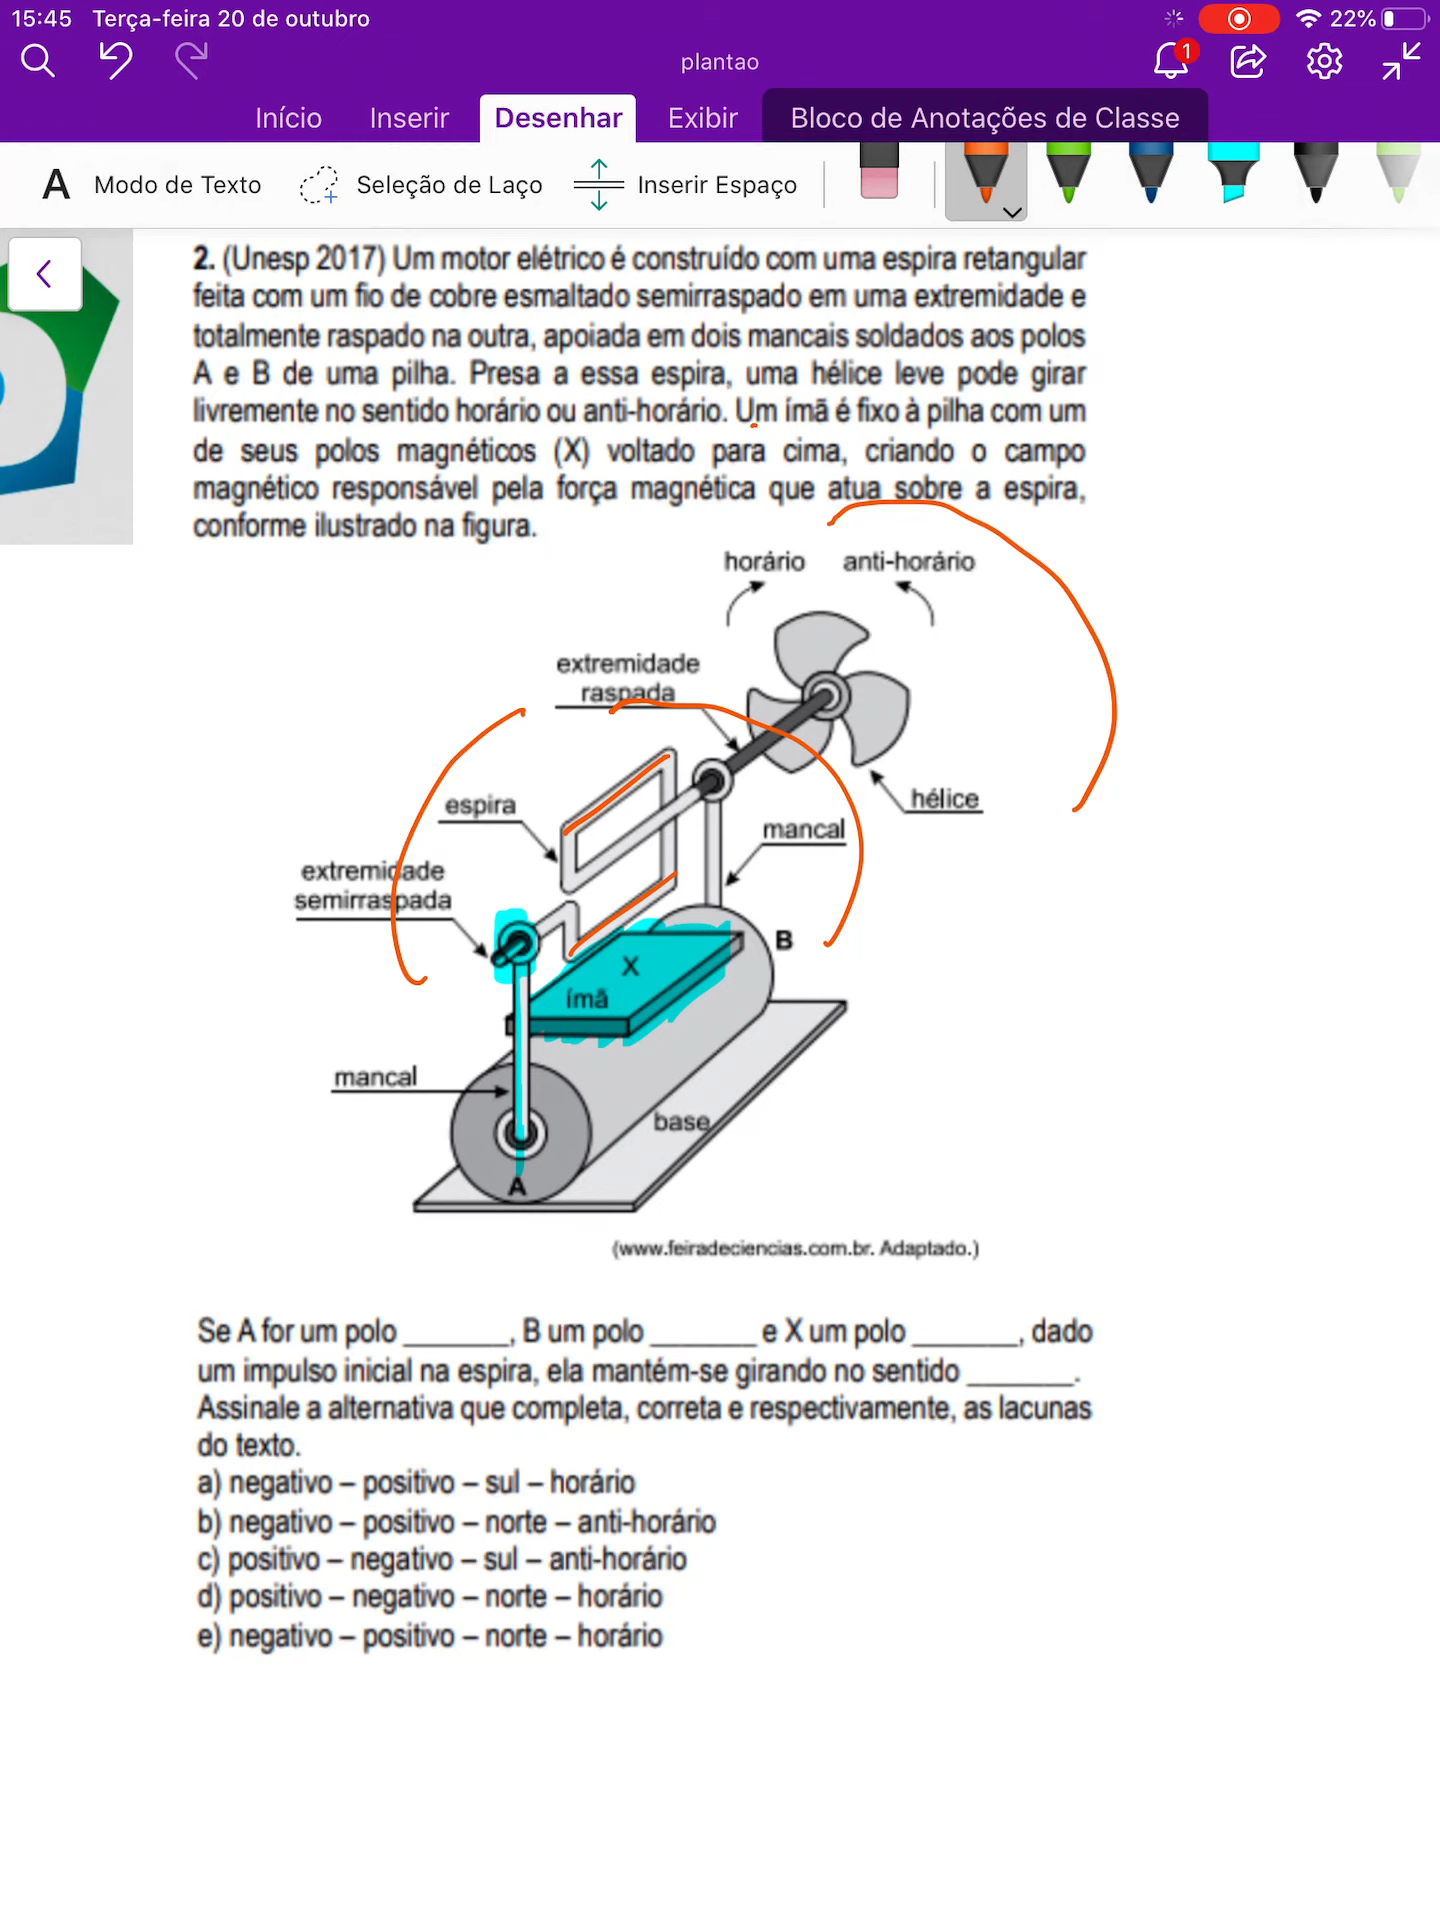 15:45 Terça-feira 20 de outubro
22%
plantao
1
Início Inserir Desenhar Exibir Bloco de Anotações de Classe
A Modo de Texto Seleção de Laço Inserir Espaço
2. (Unesp 2017) Um motor elétrico é construído com uma espira retangular
feita com um fio de cobre esmaltado semirraspado em uma extremidade e
totalmente raspado na outra, apoiada em dois mancais soldados aos polos
A e B de uma pilha. Presa a essa espira, uma hélice leve pode girar
livremente no sentido horário ou anti-horário. Um ímã é fixo à pilha com um
de seus polos magnéticos (X) voltado para cima, criando o campo
magnético responsável pela força magnética que atua sobre a espira,
conforme ilustrado na figura.
horário anti-horário
extremidade
raspada
espira
hélice
mancal
extremidade
semirraspada
B
X
ímã
mancal
base
A
(www.feiradeciencias.com.br. Adaptado.)
Se A for um polo _______, B um polo _______ e X um polo _______, dado
um impulso inicial na espira, ela mantém-se girando no sentido _______.
Assinale a alternativa que completa, correta e respectivamente, as lacunas
do texto.
a) negativo – positivo – sul – horário
b) negativo – positivo – norte – anti-horário
c) positivo – negativo – sul – anti-horário
d) positivo – negativo – norte – horário
e) negativo – positivo – norte – horário